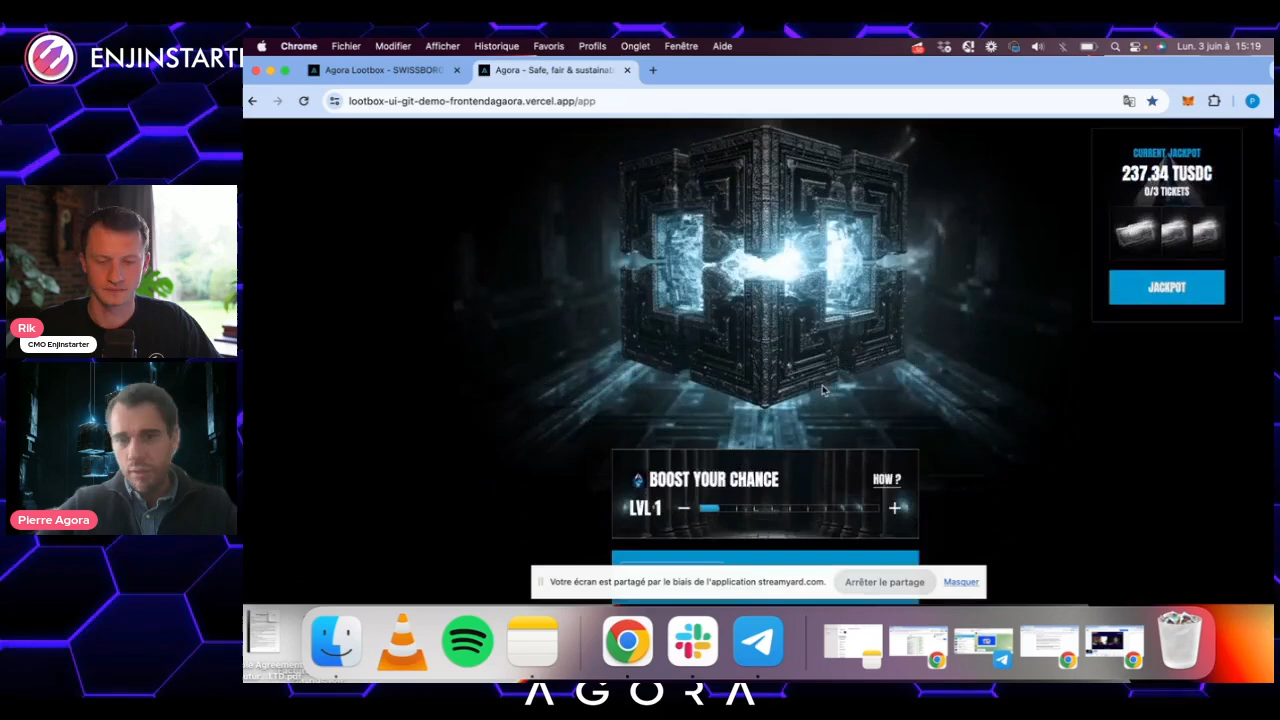 ENJINSTARTE
Chrome Fichier Modifier Afficher Historique Favoris Profils Onglet Fenêtre Aide
Lun. 3 juin à 15:19
Agora Lootbox - SWISSBORG
Agora - Safe, fair & sustainab
lootbox-ui-git-demo-frontendagaora.vercel.app/app
CURRENT JACKPOT
237.34 TUSDC
0/3 TICKETS
JACKPOT
Rik
CMO Enjinstarter
Pierre Agora
BOOST YOUR CHANCE
HOW ?
LVL 1
Votre écran est partagé par le biais de l'application streamyard.com.
Arrêter le partage
Masquer
Agreement
AGORA